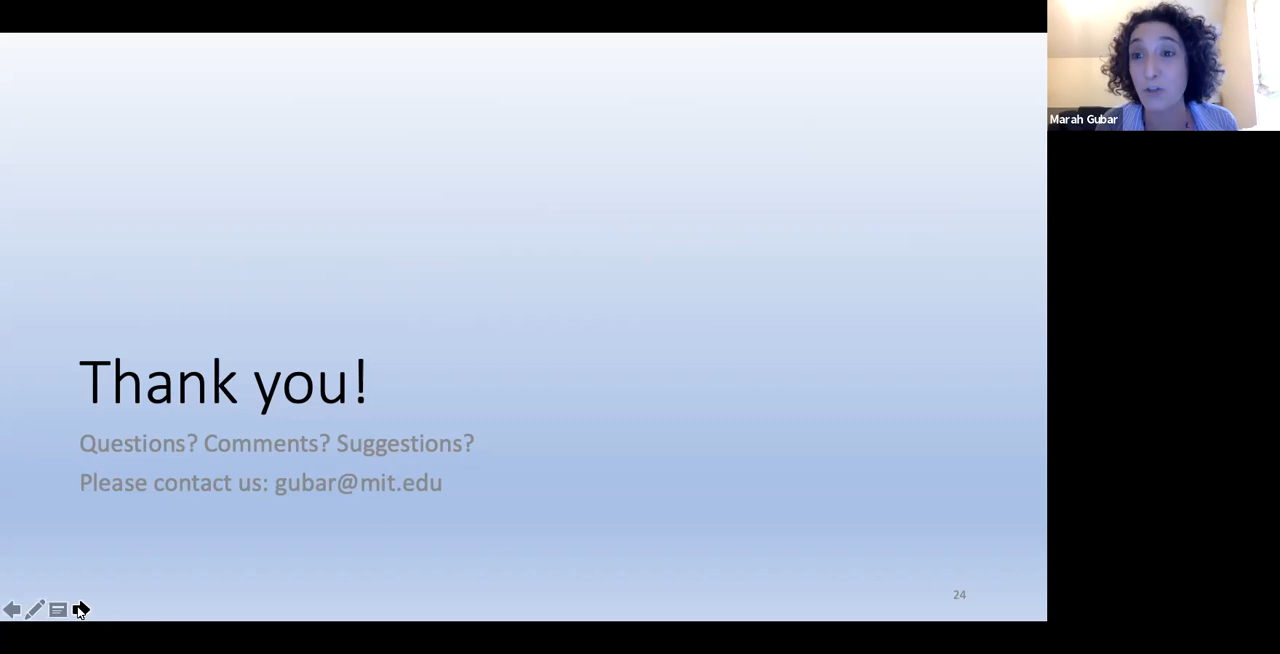 Marah Gubar
Thank you!
Questions? Comments? Suggestions?
Please contact us: gubar@mit.edu
24